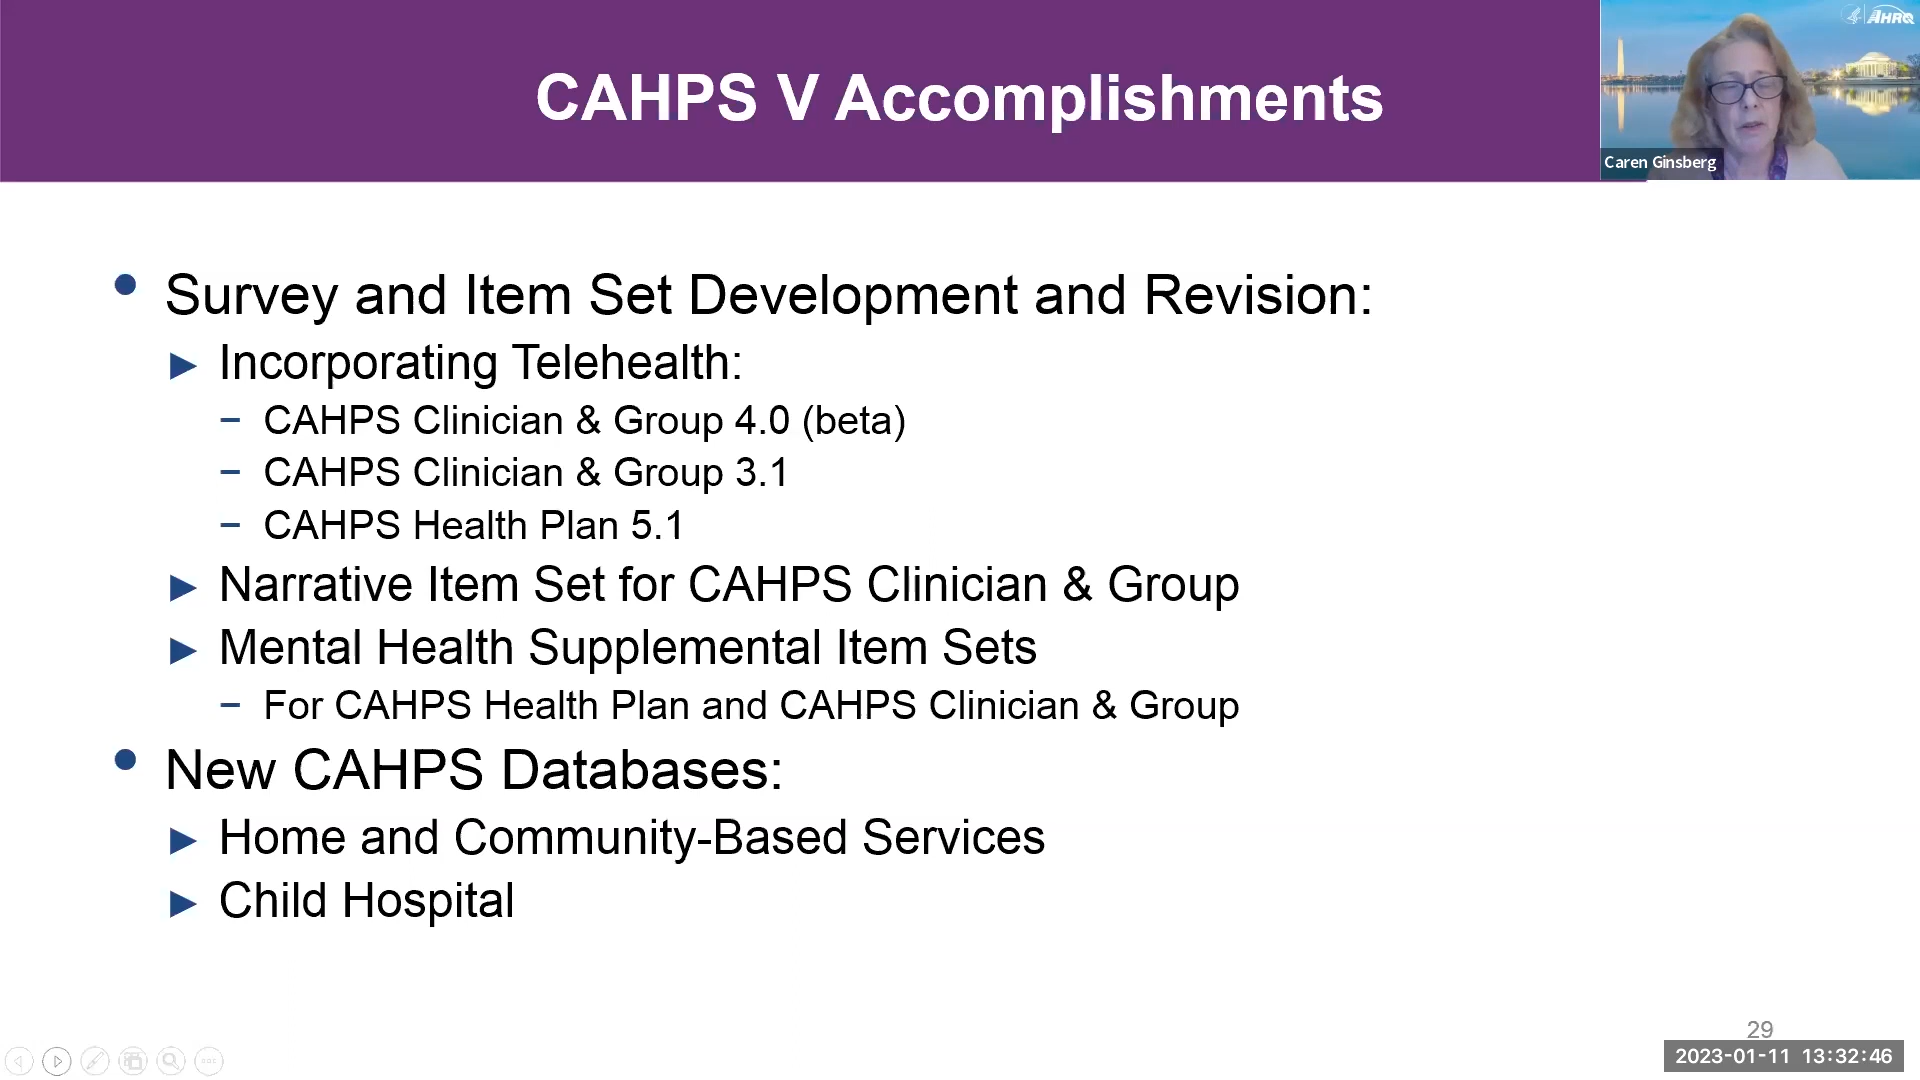 CAHPS V Accomplishments
AHRQ
Caren Ginsberg
• Survey and Item Set Development and Revision:
► Incorporating Telehealth:
– CAHPS Clinician & Group 4.0 (beta)
– CAHPS Clinician & Group 3.1
– CAHPS Health Plan 5.1
► Narrative Item Set for CAHPS Clinician & Group
► Mental Health Supplemental Item Sets
– For CAHPS Health Plan and CAHPS Clinician & Group
• New CAHPS Databases:
► Home and Community-Based Services
► Child Hospital
29
2023-01-11 13:32:46